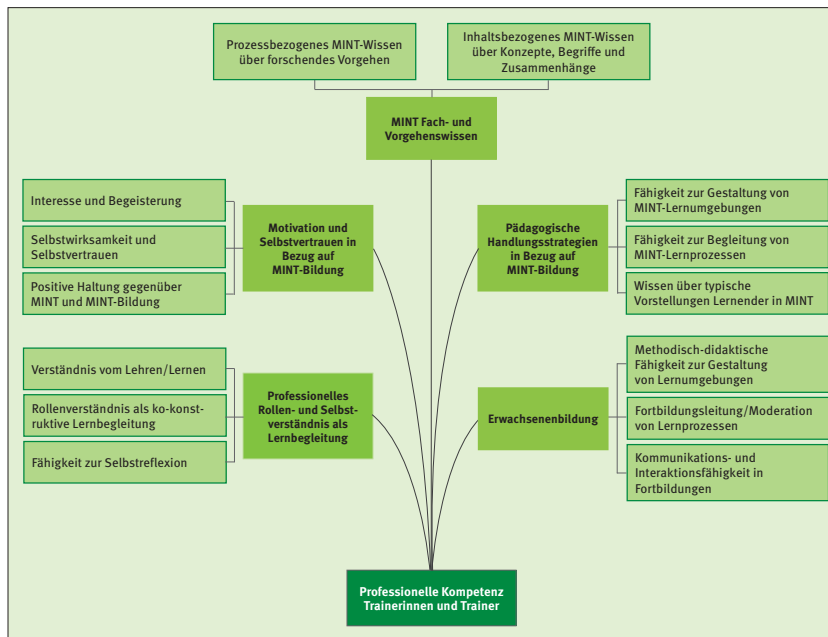 Prozessbezogenes MINT-Wissen
über forschendes Vorgehen
Inhaltsbezogenes MINT-Wissen
über Konzepte, Begriffe und
Zusammenhänge
MINT Fach- und
Vorgehenswissen
Interesse und Begeisterung
Selbstwirksamkeit und
Selbstvertrauen
Positive Haltung gegenüber
MINT und MINT-Bildung
Motivation und
Selbstvertrauen in
Bezug auf
MINT-Bildung
Pädagogische
Handlungsstrategien
in Bezug auf
MINT-Bildung
Fähigkeit zur Gestaltung von
MINT-Lernumgebungen
Fähigkeit zur Begleitung von
MINT-Lernprozessen
Wissen über typische
Vorstellungen Lernender in MINT
Verständnis vom Lehren/Lernen
Rollenverständnis als ko-konst-
ruktive Lernbegleitung
Fähigkeit zur Selbstreflexion
Professionelles
Rollen- und Selbst-
verständnis als
Lernbegleitung
Erwachsenenbildung
Methodisch-didaktische
Fähigkeit zur Gestaltung
von Lernumgebungen
Fortbildungsleitung/Moderation
von Lernprozessen
Kommunikations- und
Interaktionsfähigkeit in
Fortbildungen
Professionelle Kompetenz
Trainerinnen und Trainer